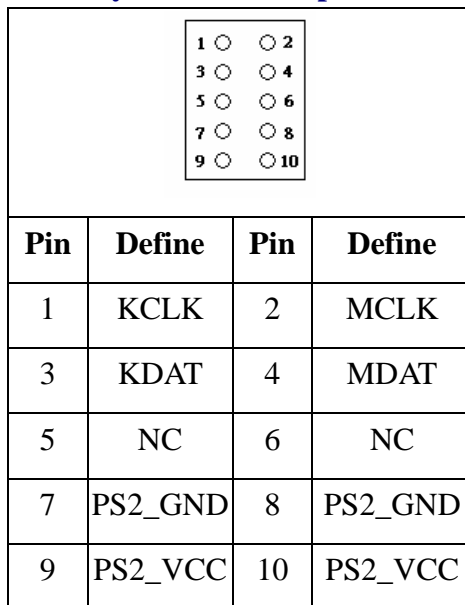 1 2
3 4
5 6
7 8
9 10
Pin Define Pin Define
1 KCLK 2 MCLK
3 KDAT 4 MDAT
5 NC 6 NC
7 PS2_GND 8 PS2_GND
9 PS2_VCC 10 PS2_VCC